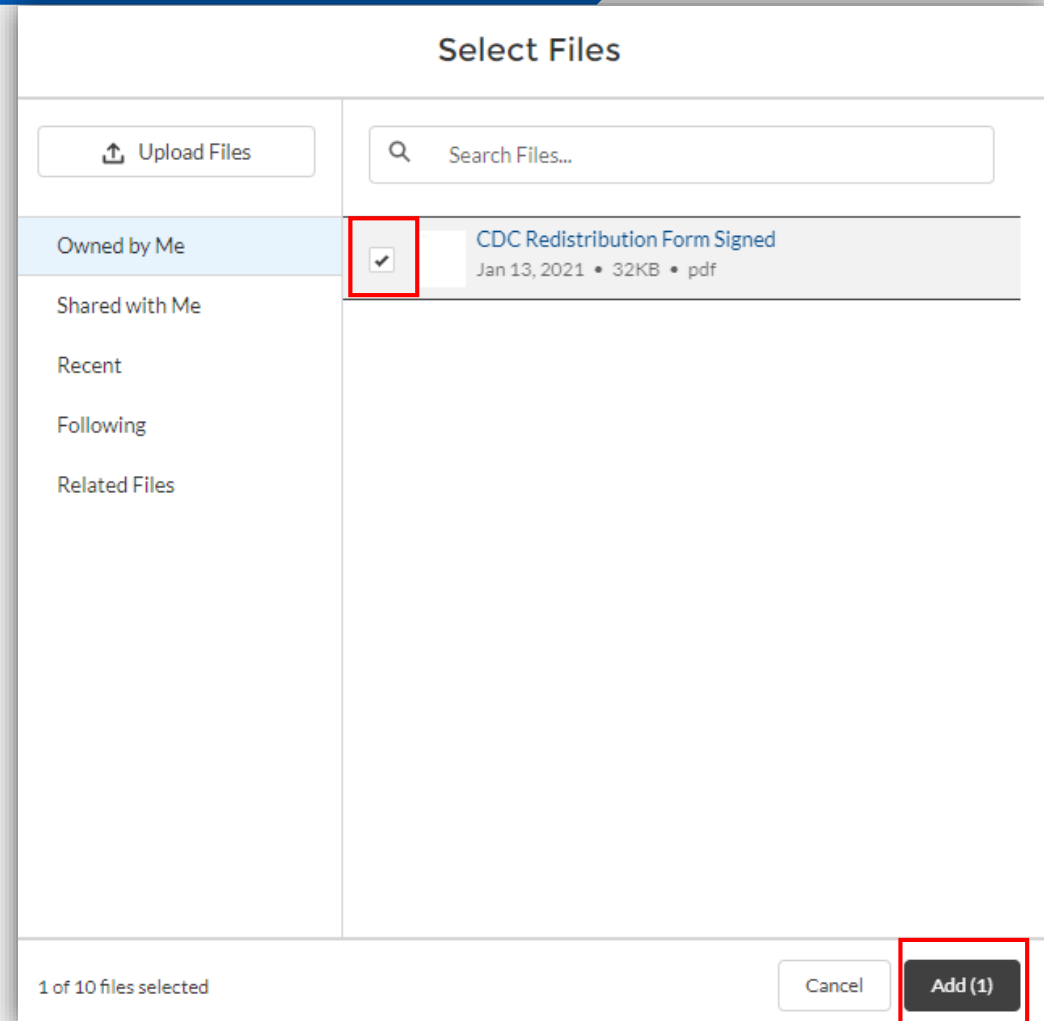 Select Files
Upload Files
Search Files...
Owned by Me
Shared with Me
Recent
Following
Related Files
CDC Redistribution Form Signed
Jan 13, 2021 • 32KB • pdf
1 of 10 files selected
Cancel
Add (1)